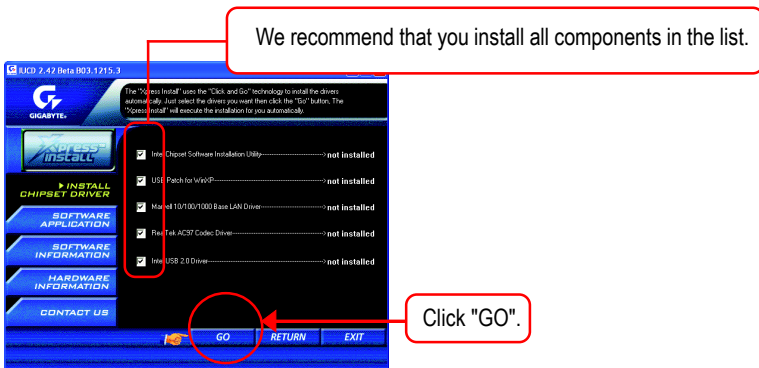 We recommend that you install all components in the list.
IUCD 2.42 Beta B03.1215.3
GIGABYTE
The "Xpress Install" uses the "Click and Go" technology to install the drivers
automatically. Just select the drivers you want then click the "Go" button, The
"Xpress Install" will execute the installation for you automatically.
Xpress
INSTALL
Intel Chipset Software Installation Utility------------------------> not installed
USB Patch for WinXP------------------------> not installed
INSTALL
CHIPSET DRIVER
Marvell 10/100/1000 Base LAN Driver------------------------> not installed
SOFTWARE
APPLICATION
RealTek AC97 Codec Driver------------------------> not installed
SOFTWARE
INFORMATION
Intel USB 2.0 Driver------------------------> not installed
HARDWARE
INFORMATION
CONTACT US
GO RETURN EXIT
Click "GO".